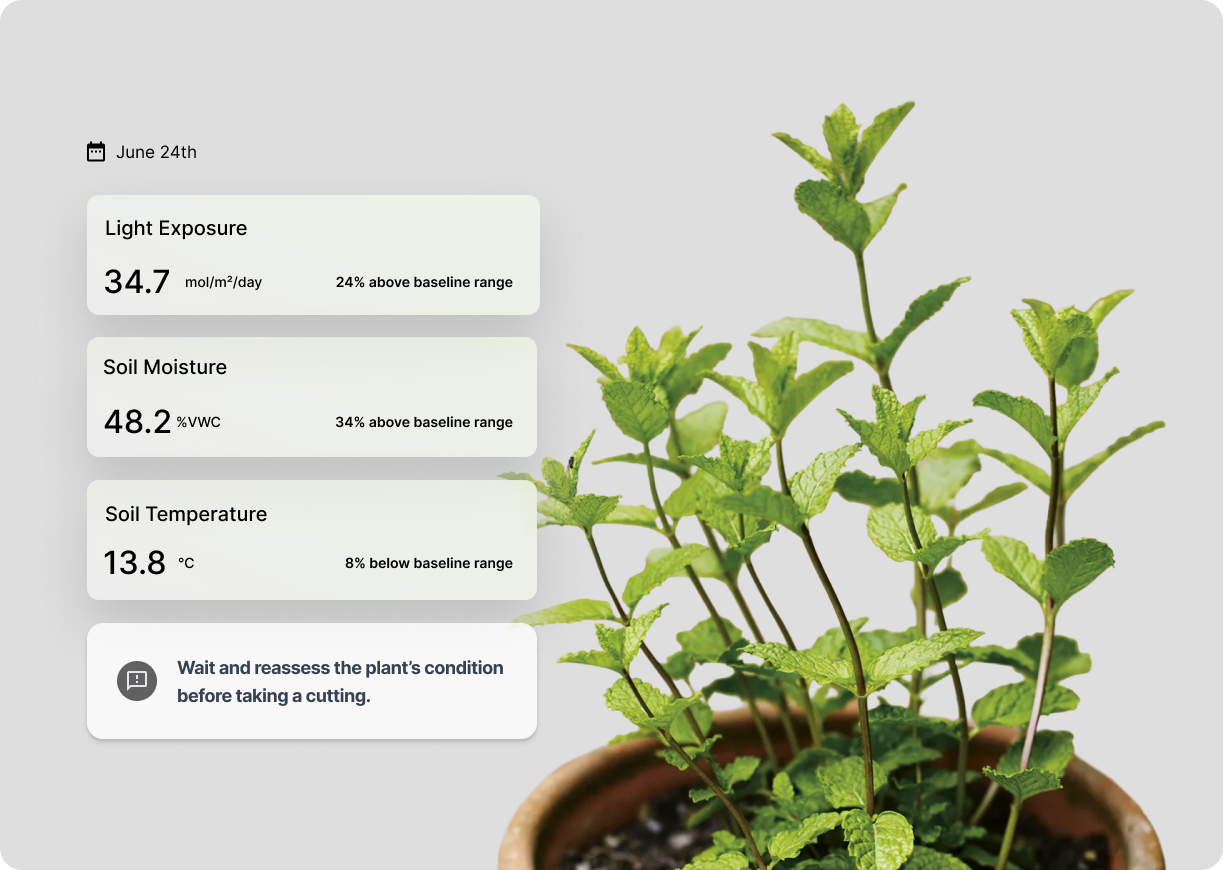 June 24th
Light Exposure
34.7 mol/m²/day 24% above baseline range
Soil Moisture
48.2 %VWC 34% above baseline range
Soil Temperature
13.8 °C 8% below baseline range
Wait and reassess the plant’s condition
before taking a cutting.